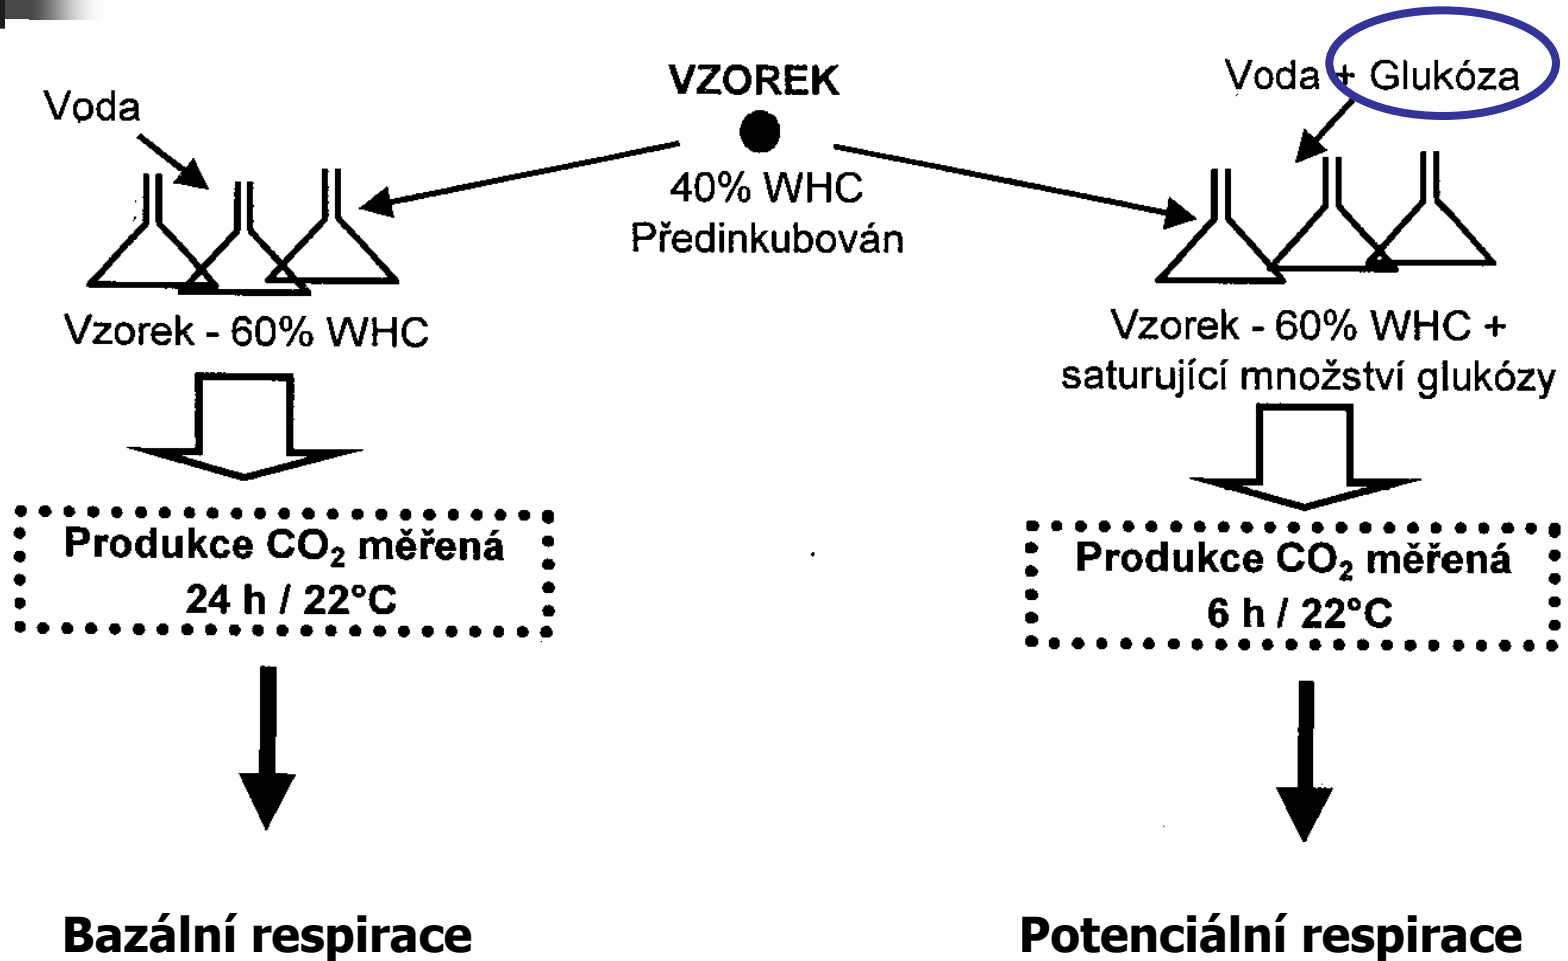 VZOREK
40% WHC
Předinkubován
Voda
Vzorek - 60% WHC
Produkce CO₂ měřená
24 h / 22°C
Bazální respirace
Voda + Glukóza
Vzorek - 60% WHC +
saturující množství glukózy
Produkce CO₂ měřená
6 h / 22°C
Potenciální respirace